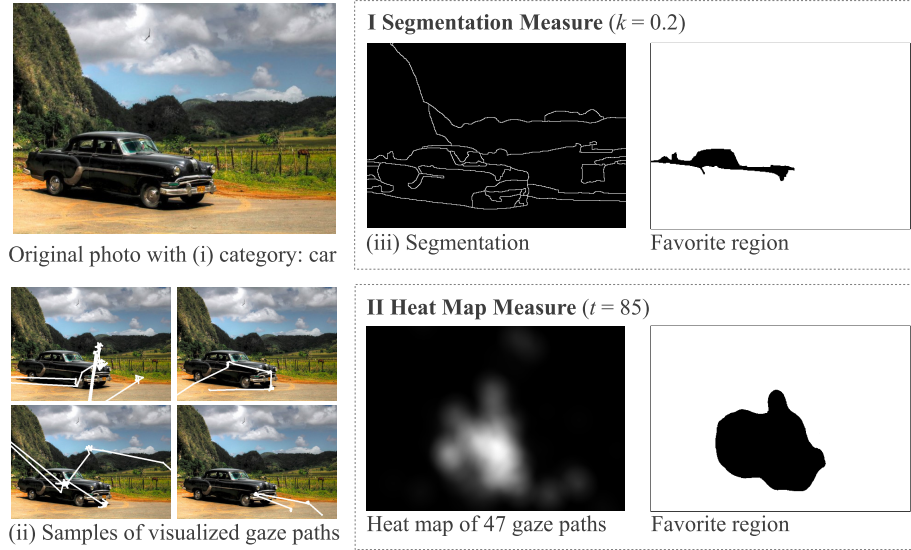 Original photo with (i) category: car
(ii) Samples of visualized gaze paths
I Segmentation Measure (k = 0.2)
(iii) Segmentation
Favorite region
II Heat Map Measure (t = 85)
Heat map of 47 gaze paths
Favorite region